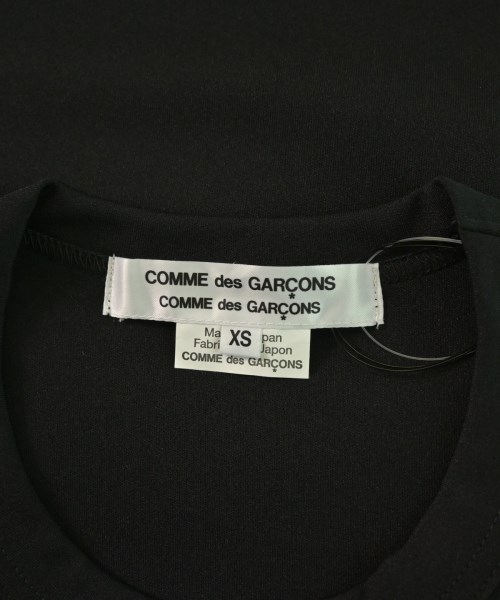 COMME des GARÇONS
COMME des GARÇONS
XS
Ma pan
Fabri Japon
COMME des GARÇONS